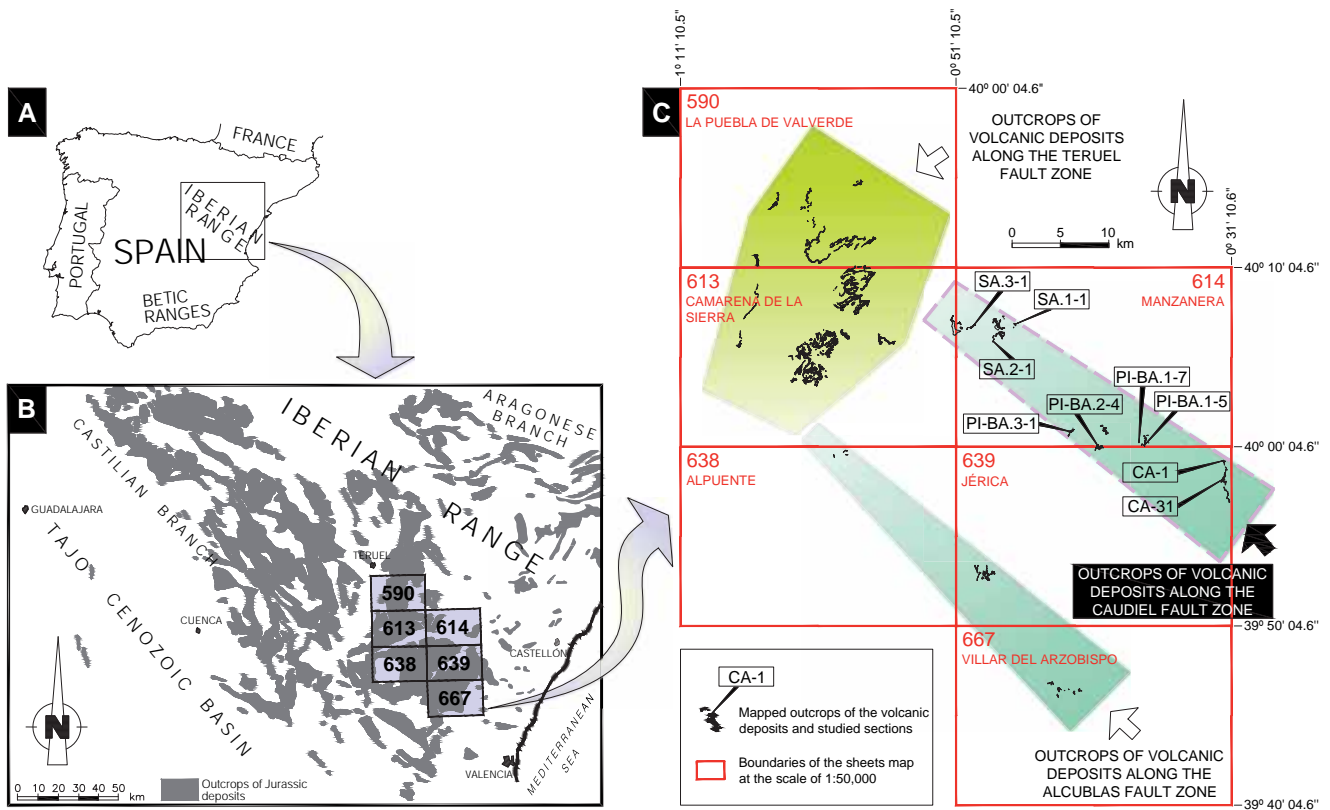 A
FRANCE
PORTUGAL
SPAIN
IBERIAN
RANGE
BETIC
RANGES
N
B
IBERIAN
RANGE
ARAGONESE
BRANCH
CASTILIAN BRANCH
GUADALAJARA
TAJO CENOZOIC BASIN
TERUEL
CUENCA
590
613
614
638
639
667
CASTELLÓN
VALENCIA
MEDITERRANEAN
SEA
N
0 10 20 30 40 50
km
Outcrops of Jurassic
deposits
C
1º 11' 10.5"
0º 51' 10.5"
40º 00' 04.6"
0º 31' 10.6"
40º 10' 04.6"
40º 00' 04.6"
39º 50' 04.6"
39º 40' 04.6"
590
LA PUEBLA DE VALVERDE
OUTCROPS OF
VOLCANIC DEPOSITS
ALONG THE TERUEL
FAULT ZONE
N
0 5 10
km
613
CAMARENA DE LA
SIERRA
614
MANZANERA
SA.3-1
SA.1-1
SA.2-1
PI-BA.1-7
PI-BA.2-4
PI-BA.1-5
PI-BA.3-1
638
ALPUENTE
639
JÉRICA
CA-1
CA-31
OUTCROPS OF VOLCANIC
DEPOSITS ALONG THE
CAUDIEL FAULT ZONE
667
VILLAR DEL ARZOBISPO
OUTCROPS OF VOLCANIC
DEPOSITS ALONG THE
ALCUBLAS FAULT ZONE
CA-1
Mapped outcrops of the volcanic
deposits and studied sections
Boundaries of the sheets map
at the scale of 1:50,000